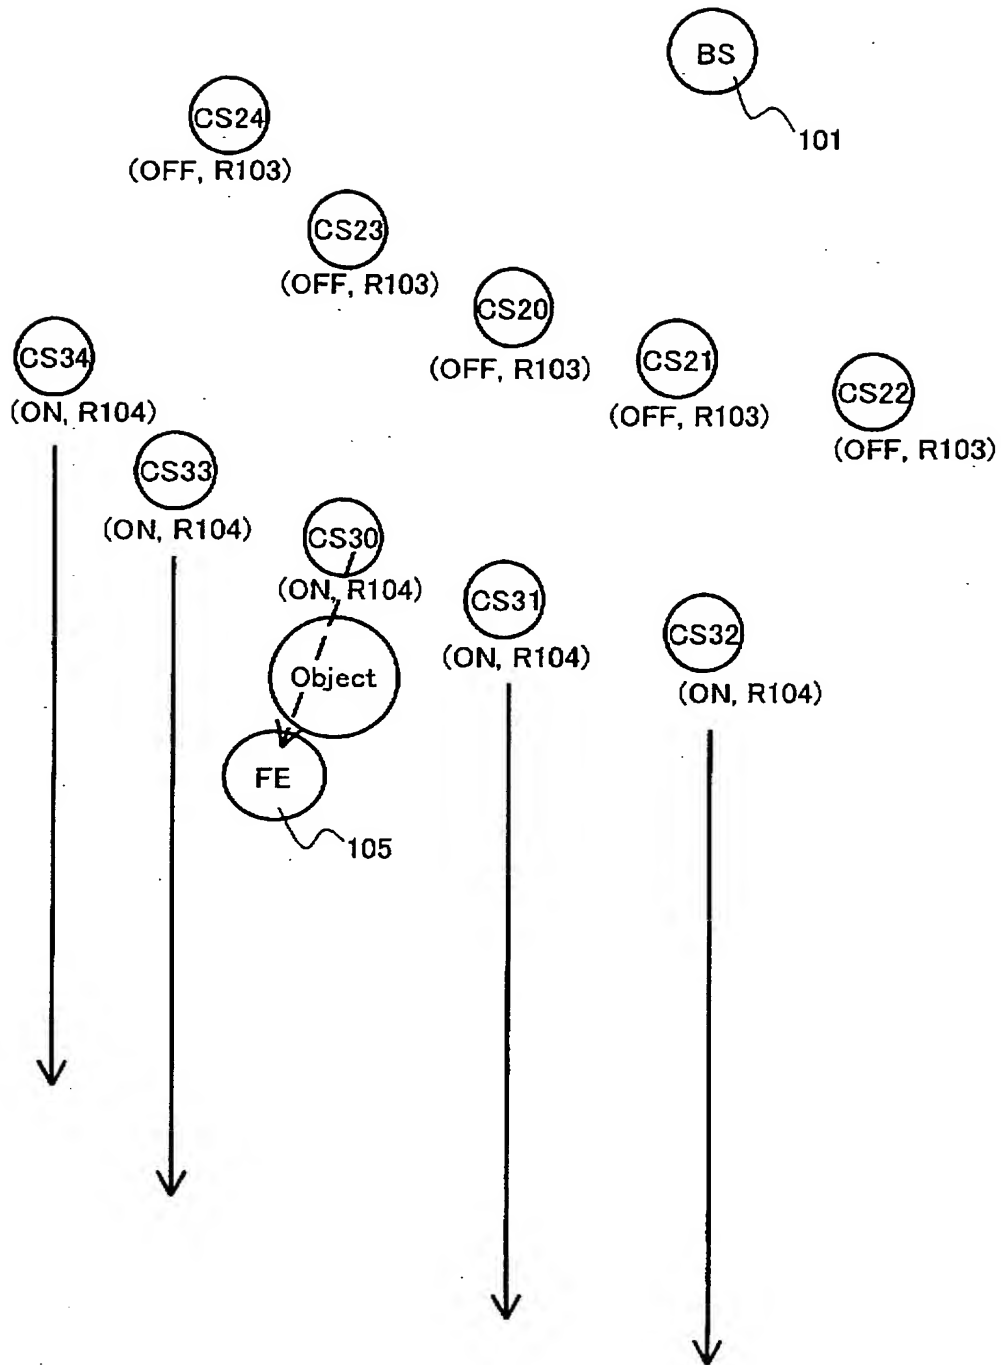 BS
101
CS24
(OFF, R103)
CS23
(OFF, R103)
CS20
(OFF, R103)
CS21
(OFF, R103)
CS22
(OFF, R103)
CS34
(ON, R104)
CS33
(ON, R104)
CS30
(ON, R104)
CS31
(ON, R104)
CS32
(ON, R104)
Object
FE
105